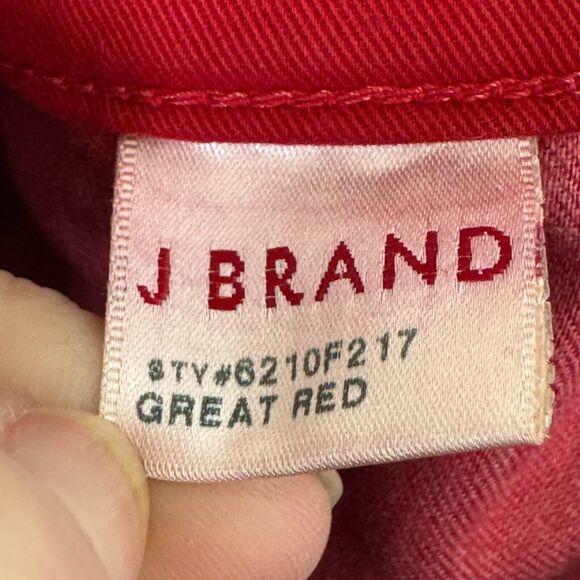 J BRAND
STY#6210F217
GREAT RED